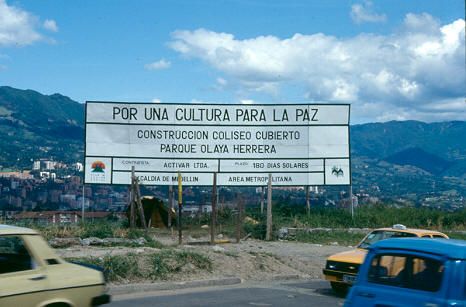 POR UNA CULTURA PARA LA PAZ
CONSTRUCCION COLISEO CUBIERTO
PARQUE OLAYA HERRERA
CONTRATISTA ACTIVAR LTDA. PLAZO: 180 DIAS SOLARES
ALCALDIA DE MEDELLIN AREA METROPOLITANA